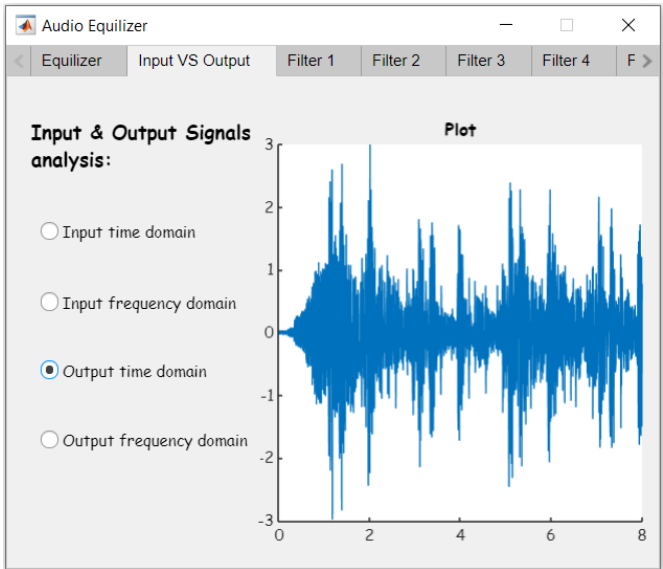 Audio Equilizer
Equilizer Input VS Output Filter 1 Filter 2 Filter 3 Filter 4 F
Input & Output Signals
analysis:
Input time domain
Input frequency domain
Output time domain
Output frequency domain
Plot
3
2
1
0
-1
-2
-3
0 2 4 6 8